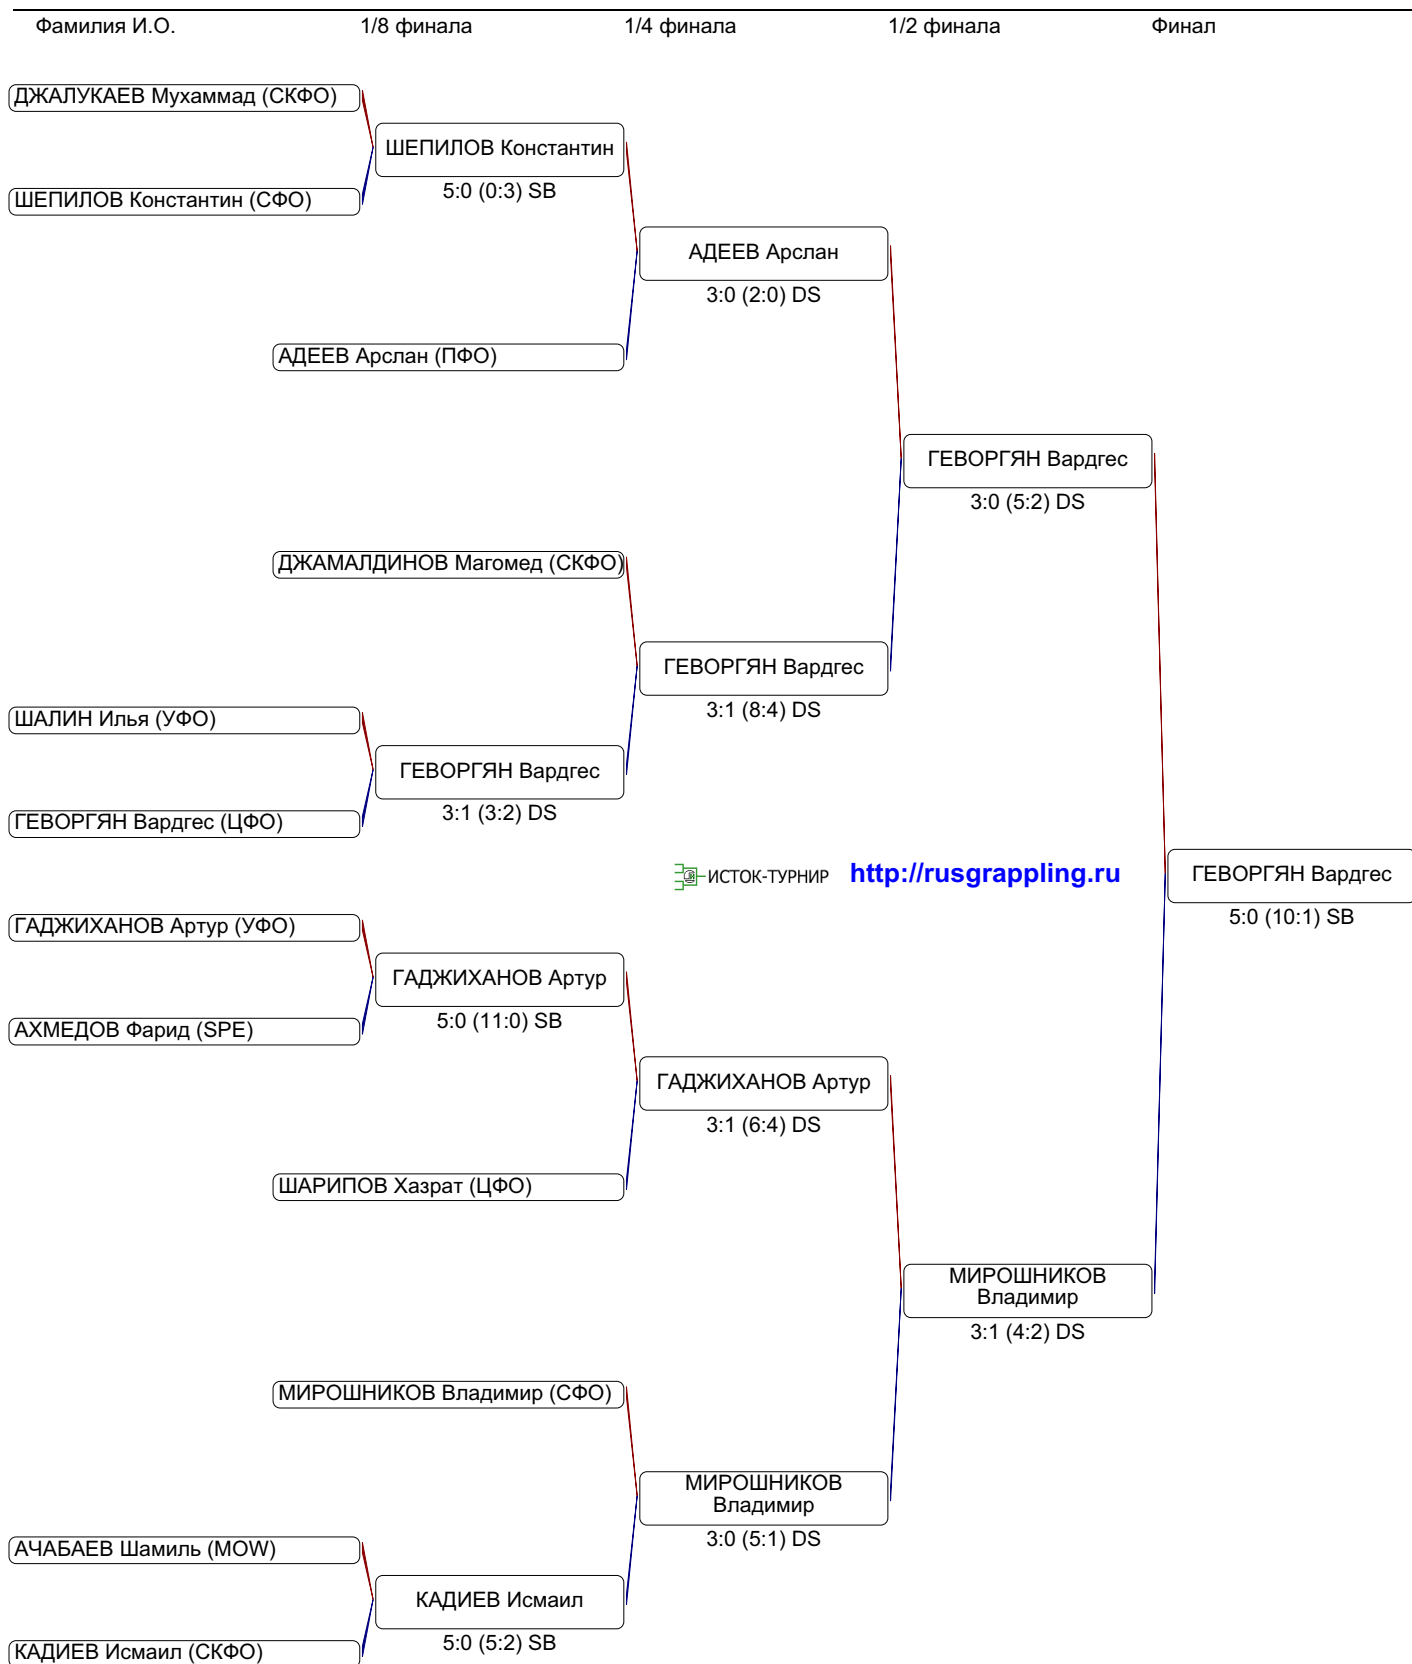 Фамилия И.О.
1/8 финала
1/4 финала
1/2 финала
Финал
ДЖАЛУКАЕВ Мухаммад (СКФО)
ШЕПИЛОВ Константин
5:0 (0:3) SB
ШЕПИЛОВ Константин (СФО)
АДЕЕВ Арслан
3:0 (2:0) DS
АДЕЕВ Арслан (ПФО)
ГЕВОРГЯН Вардгес
3:0 (5:2) DS
ДЖАМАЛДИНОВ Магомед (СКФО)
ГЕВОРГЯН Вардгес
3:1 (8:4) DS
ШАЛИН Илья (УФО)
ГЕВОРГЯН Вардгес
3:1 (3:2) DS
ГЕВОРГЯН Вардгес (ЦФО)
ИСТОК-ТУРНИР
http://rusgrappling.ru
ГЕВОРГЯН Вардгес
5:0 (10:1) SB
ГАДЖИХАНОВ Артур (УФО)
ГАДЖИХАНОВ Артур
5:0 (11:0) SB
АХМЕДОВ Фарид (SPE)
ГАДЖИХАНОВ Артур
3:1 (6:4) DS
ШАРИПОВ Хазрат (ЦФО)
МИРОШНИКОВ
Владимир
3:1 (4:2) DS
МИРОШНИКОВ Владимир (СФО)
МИРОШНИКОВ
Владимир
3:0 (5:1) DS
АЧАБАЕВ Шамиль (MOW)
КАДИЕВ Исмаил
5:0 (5:2) SB
КАДИЕВ Исмаил (СКФО)